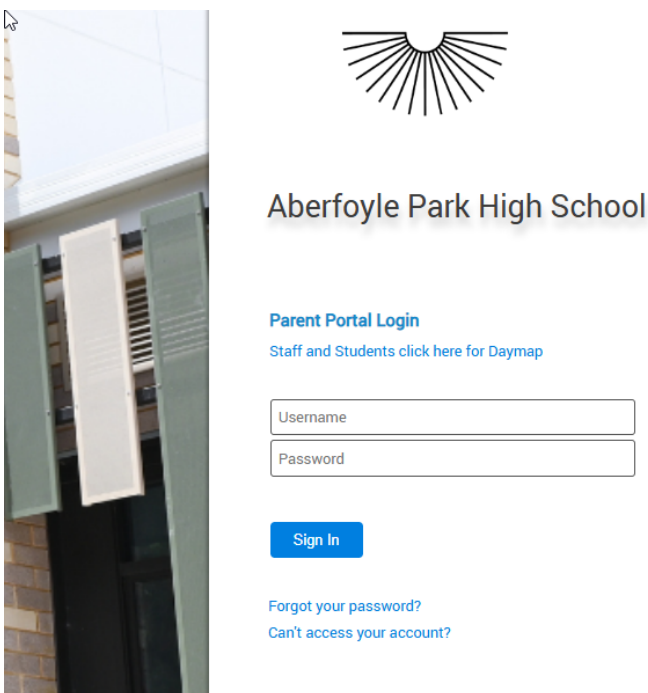 Aberfoyle Park High School
Parent Portal Login
Staff and Students click here for Daymap
Username
Password
Sign In
Forgot your password?
Can't access your account?